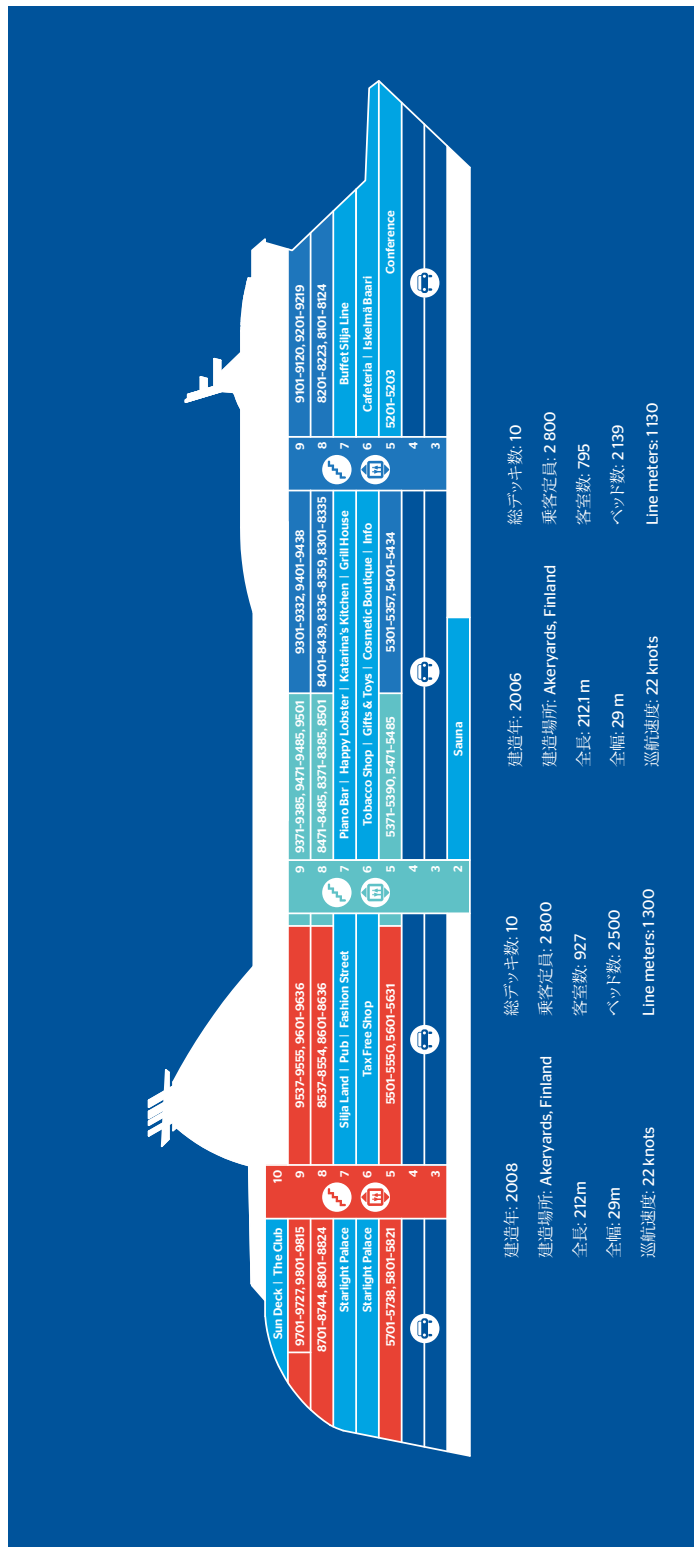 Sun Deck | The Club
10
9701–9727, 9801–9815
9
9537–9555, 9601–9636
9
9371–9385, 9471–9485, 9501
9301–9332, 9401–9438
9
9101–9120, 9201–9219
8701–8744, 8801–8824
8
8537–8554, 8601–8636
8
8471–8485, 8371–8385, 8501
8401–8439, 8336–8359, 8301–8335
8
8201–8223, 8101–8124
Starlight Palace
7
Silja Land | Pub | Fashion Street
7
Piano Bar | Happy Lobster | Katarina's Kitchen | Grill House
7
Buffet Silja Line
Starlight Palace
6
Tax Free Shop
6
Tobacco Shop | Gifts & Toys | Cosmetic Boutique | Info
6
Cafeteria | Iskelmä Baari
5701–5738, 5801–5821
5
5501–5550, 5601–5631
5
5371–5390, 5471–5485
5301–5357, 5401–5434
5
5201–5203
Conference
4
4
4
3
3
3
2
Sauna
建造年: 2008
建造場所: Akeryards, Finland
全長: 212m
全幅: 29m
巡航速度: 22 knots
総デッキ数: 10
乗客定員: 2 800
客室数: 927
ベッド数: 2 500
Line meters:1 300
建造年: 2006
建造場所: Akeryards, Finland
全長: 212.1 m
全幅: 29 m
巡航速度: 22 knots
総デッキ数: 10
乗客定員: 2 800
客室数: 795
ベッド数: 2 139
Line meters: 1 130